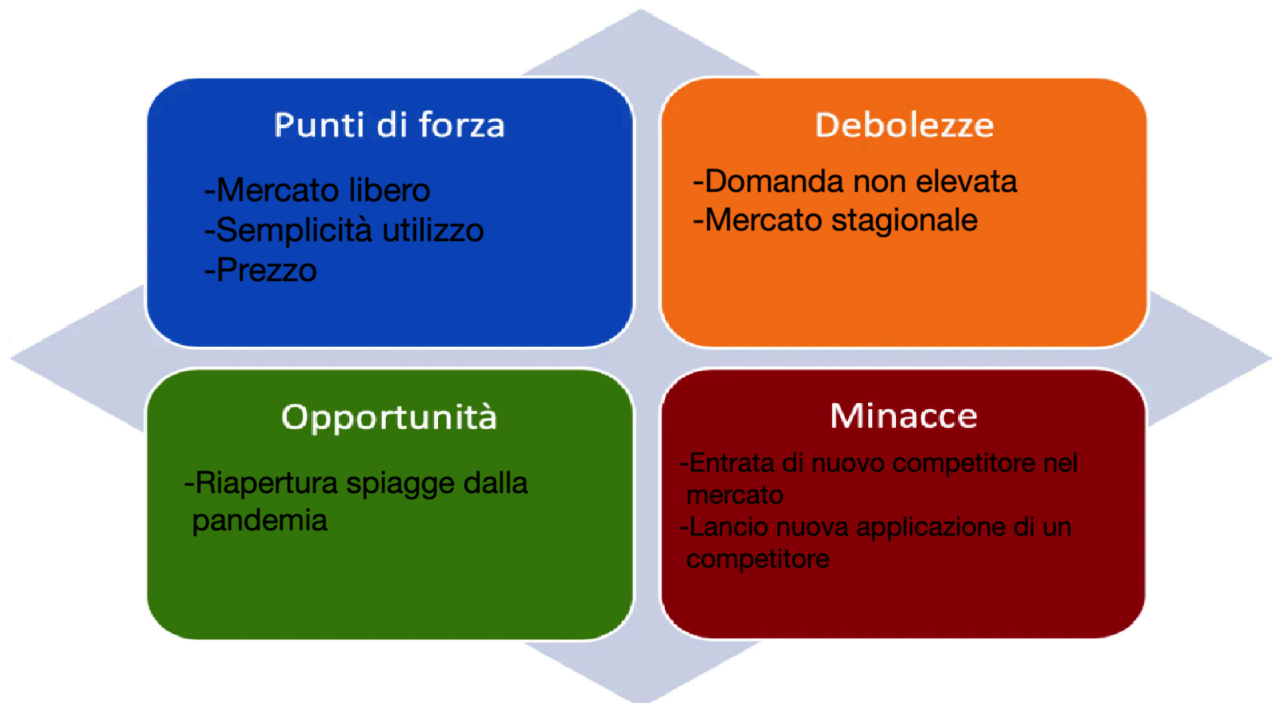 Punti di forza
-Mercato libero
-Semplicità utilizzo
-Prezzo
Debolezze
-Domanda non elevata
-Mercato stagionale
Opportunità
-Riapertura spiagge dalla
pandemia
Minacce
-Entrata di nuovo competitore nel
mercato
-Lancio nuova applicazione di un
competitore